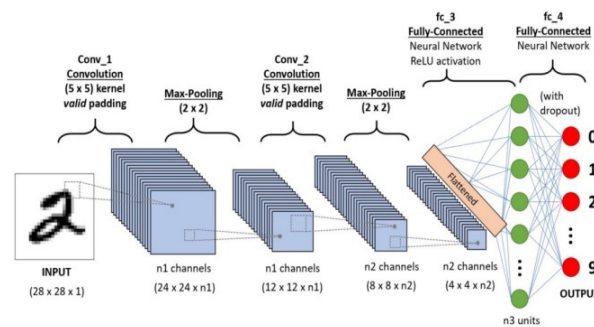 Conv_1
Convolution
(5 x 5) kernel
valid padding
Max-Pooling
(2 x 2)
Conv_2
Convolution
(5 x 5) kernel
valid padding
Max-Pooling
(2 x 2)
fc_3
Fully-Connected
Neural Network
ReLU activation
fc_4
Fully-Connected
Neural Network
(with
dropout)
Flattened
0
1
2
9
INPUT
(28 x 28 x 1)
n1 channels
(24 x 24 x n1)
n1 channels
(12 x 12 x n1)
n2 channels
(8 x 8 x n2)
n2 channels
(4 x 4 x n2)
n3 units
OUTPUT
2